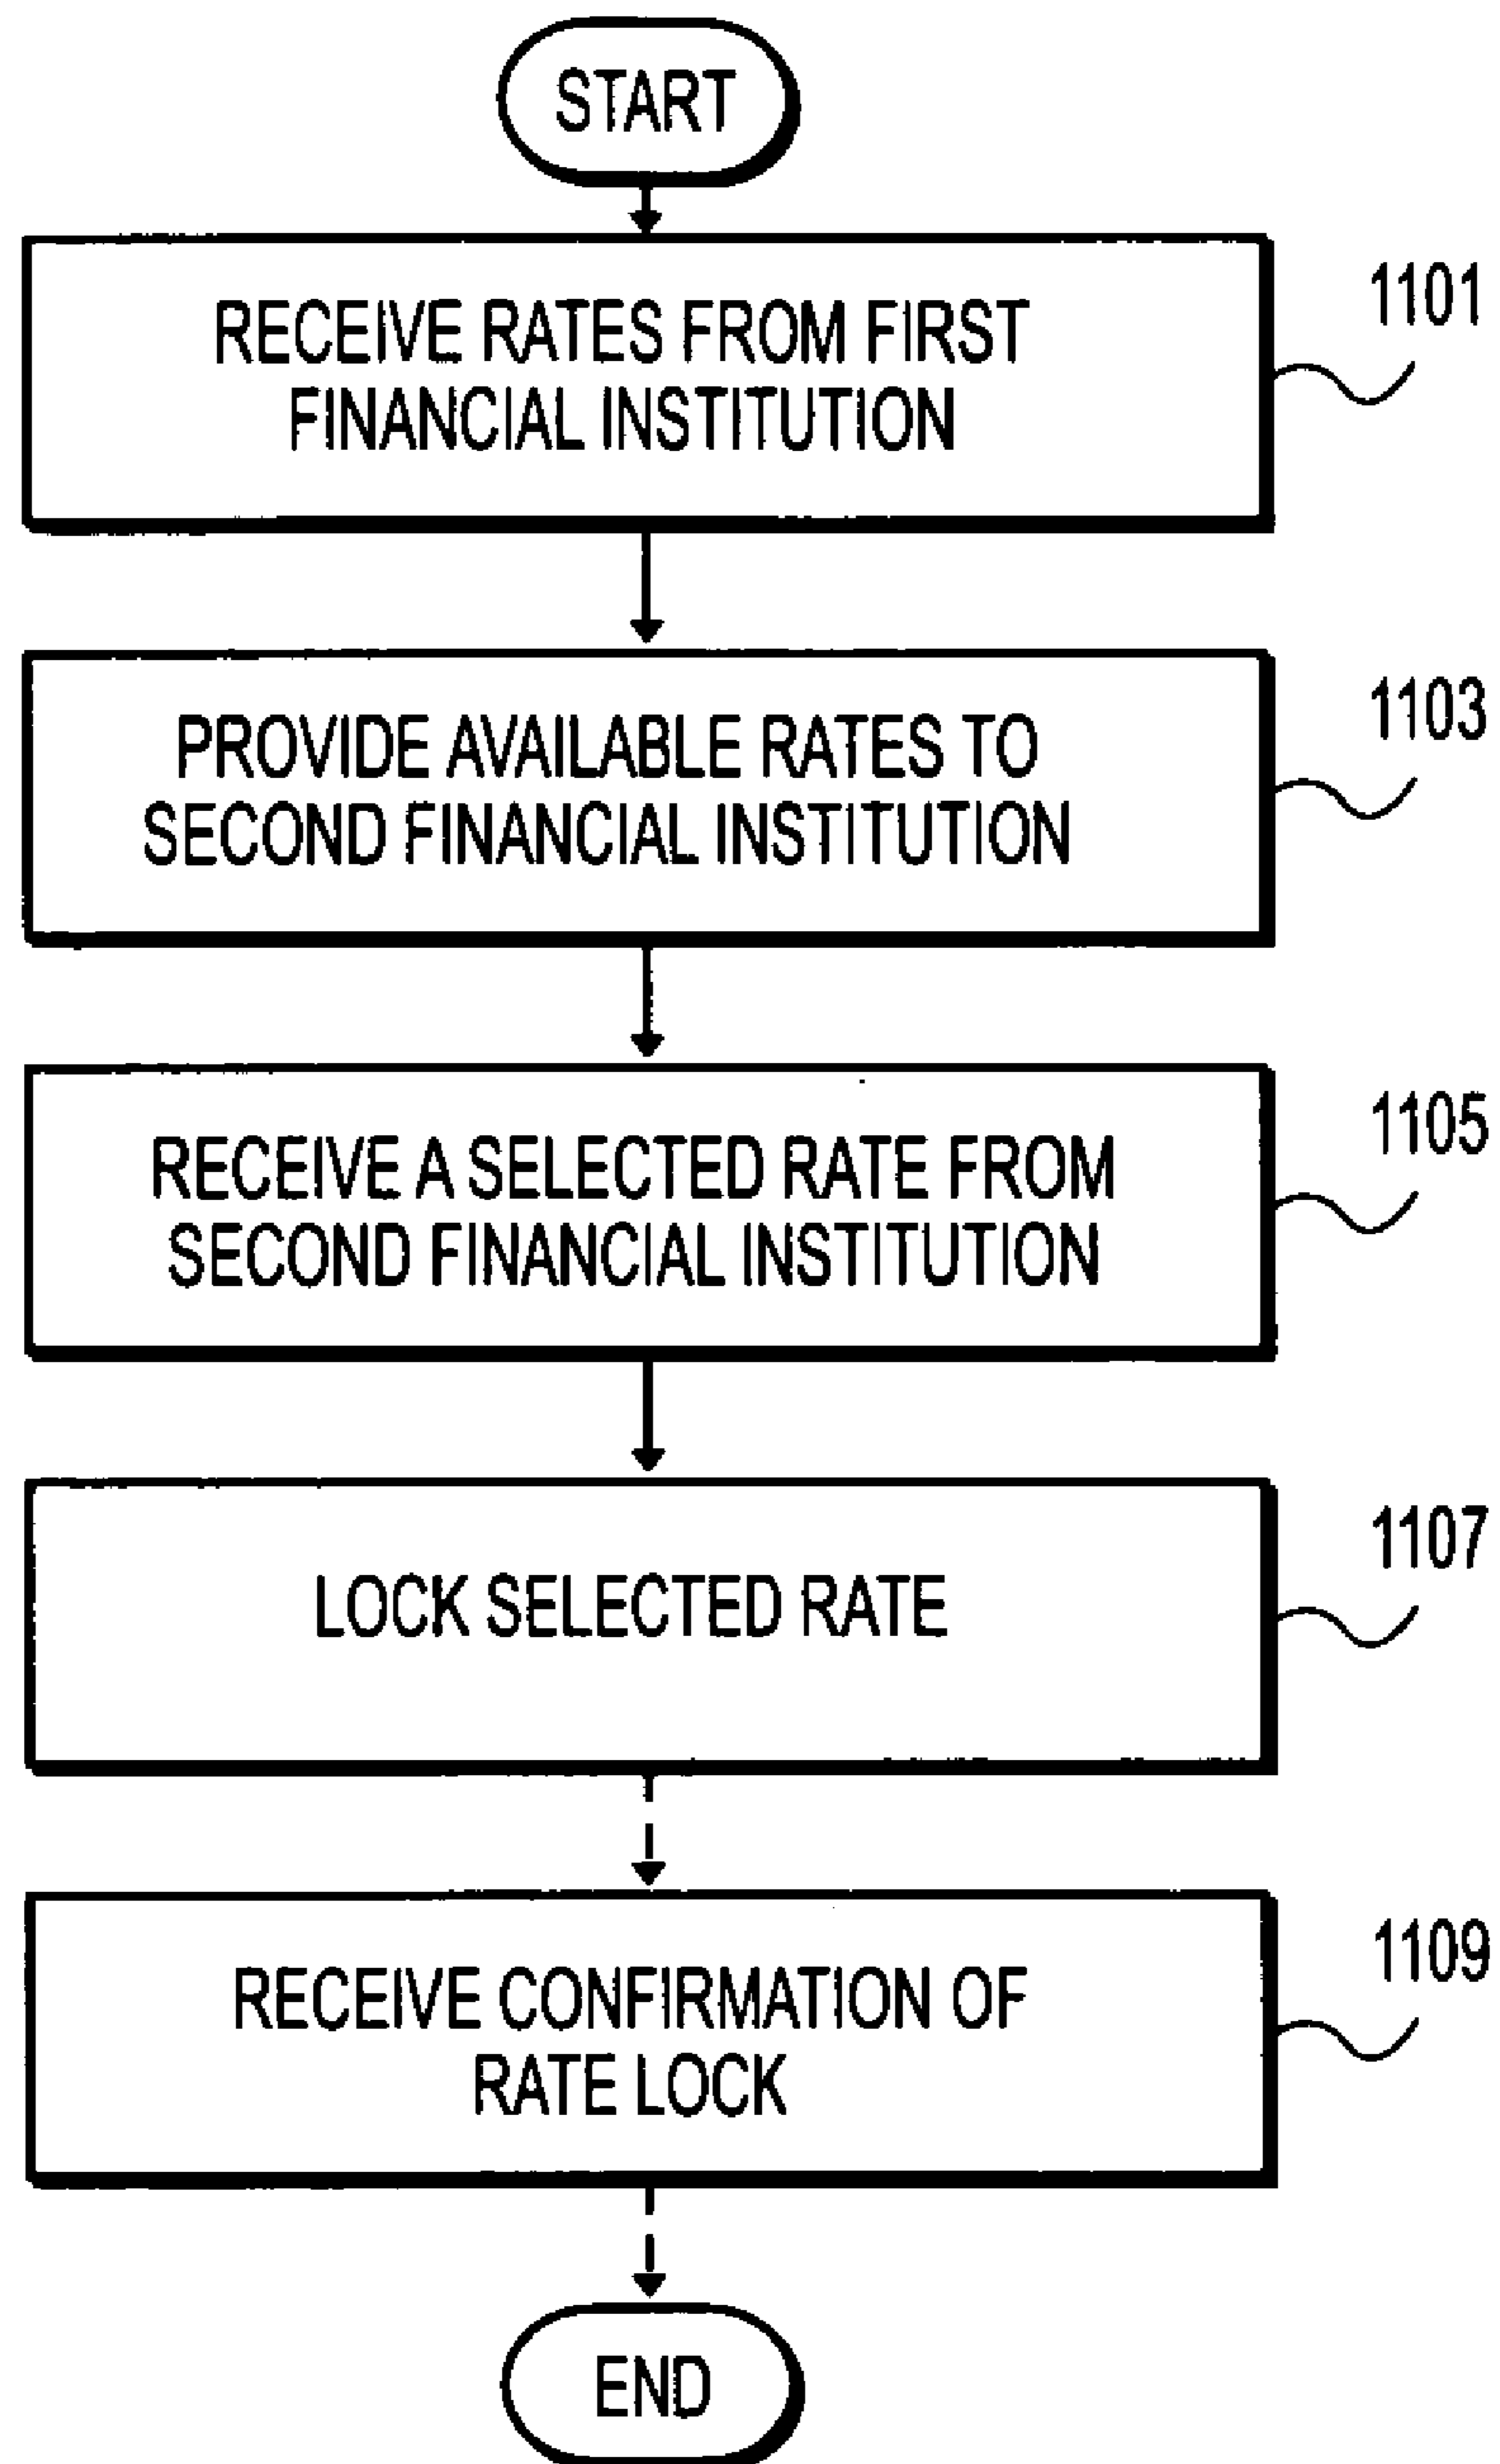 START
RECEIVE RATES FROM FIRST
FINANCIAL INSTITUTION
1101
PROVIDE AVAILABLE RATES TO
SECOND FINANCIAL INSTITUTION
1103
RECEIVE A SELECTED RATE FROM
SECOND FINANCIAL INSTITUTION
1105
LOCK SELECTED RATE
1107
RECEIVE CONFIRMATION OF
RATE LOCK
1109
END